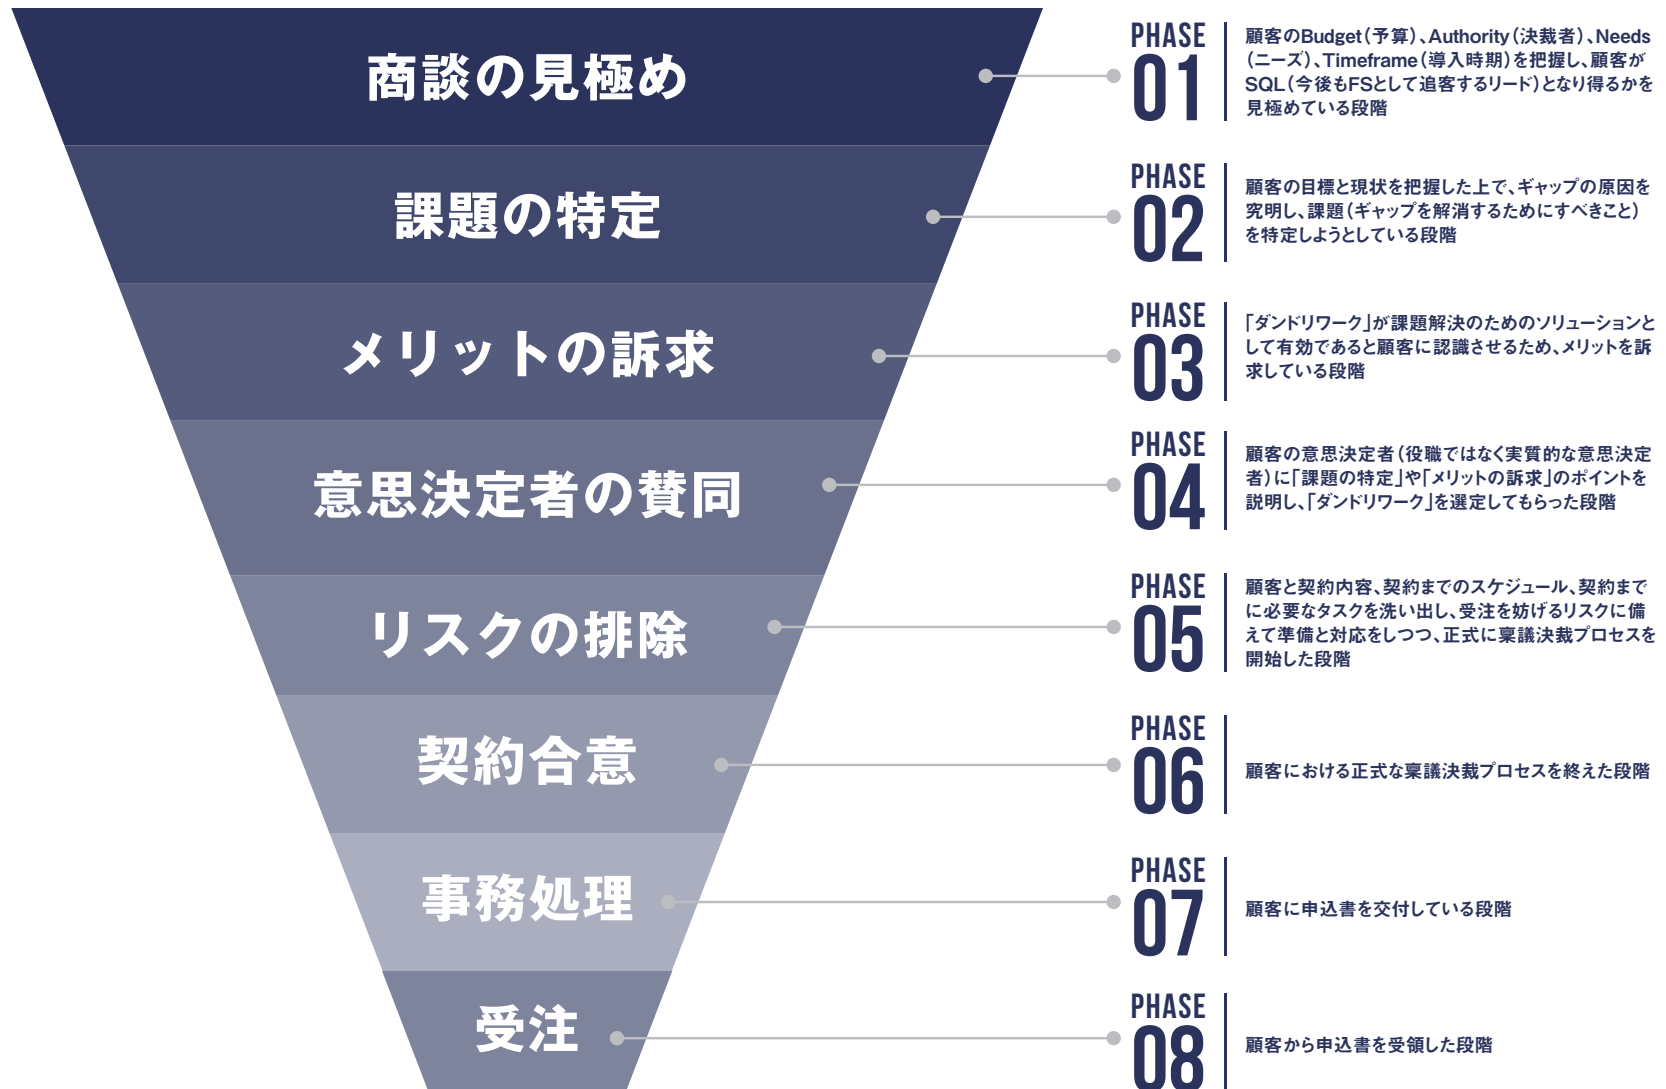 商談の見極め
PHASE
01
顧客のBudget（予算）、Authority（決裁者）、Needs
（ニーズ）、Timeframe（導入時期）を把握し、顧客が
SQL（今後もFSとして追客するリード）となり得るかを
見極めている段階
課題の特定
PHASE
02
顧客の目標と現状を把握した上で、ギャップの原因を
究明し、課題（ギャップを解消するためにすべきこと）
を特定しようとしている段階
メリットの訴求
PHASE
03
「ダンドリワーク」が課題解決のためのソリューションと
して有効であると顧客に認識させるため、メリットを訴
求している段階
意思決定者の賛同
PHASE
04
顧客の意思決定者（役職ではなく実質的な意思決定
者）に「課題の特定」や「メリットの訴求」のポイントを
説明し、「ダンドリワーク」を選定してもらった段階
リスクの排除
PHASE
05
顧客と契約内容、契約までのスケジュール、契約まで
に必要なタスクを洗い出し、受注を妨げるリスクに備
えて準備と対応をしつつ、正式に稟議決裁プロセスを
開始した段階
契約合意
PHASE
06
顧客における正式な稟議決裁プロセスを終えた段階
事務処理
PHASE
07
顧客に申込書を交付している段階
受注
PHASE
08
顧客から申込書を受領した段階